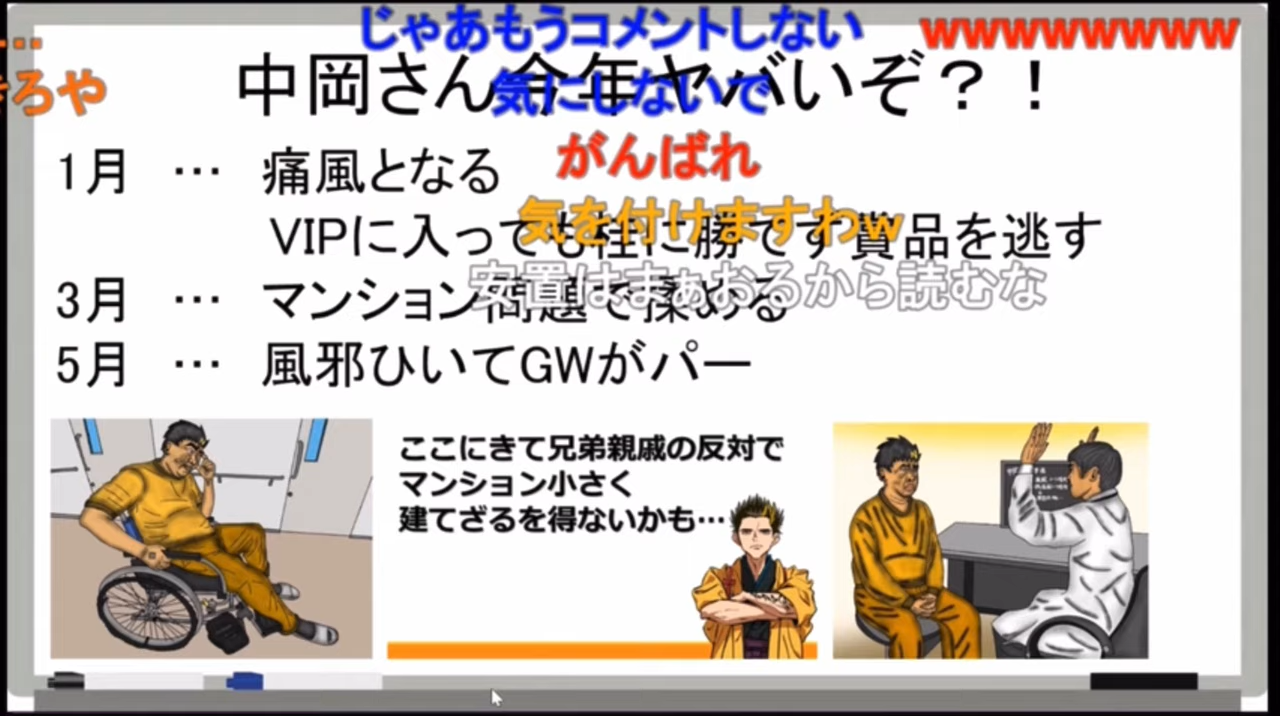 じゃあもうコメントしない
wwwwwwwww
…
きろや
中岡さん今年ヤバいぞ？！
気にしないで
1月 … 痛風となる
がんばれ
VIPに入っても桂に勝てず賞品を逃す
気を付けますわw
安置はまぁおるから読むな
3月 … マンション問題で揉める
5月 … 風邪ひいてGWがパー
ここにきて兄弟親戚の反対で
マンション小さく
建てざるを得ないかも…